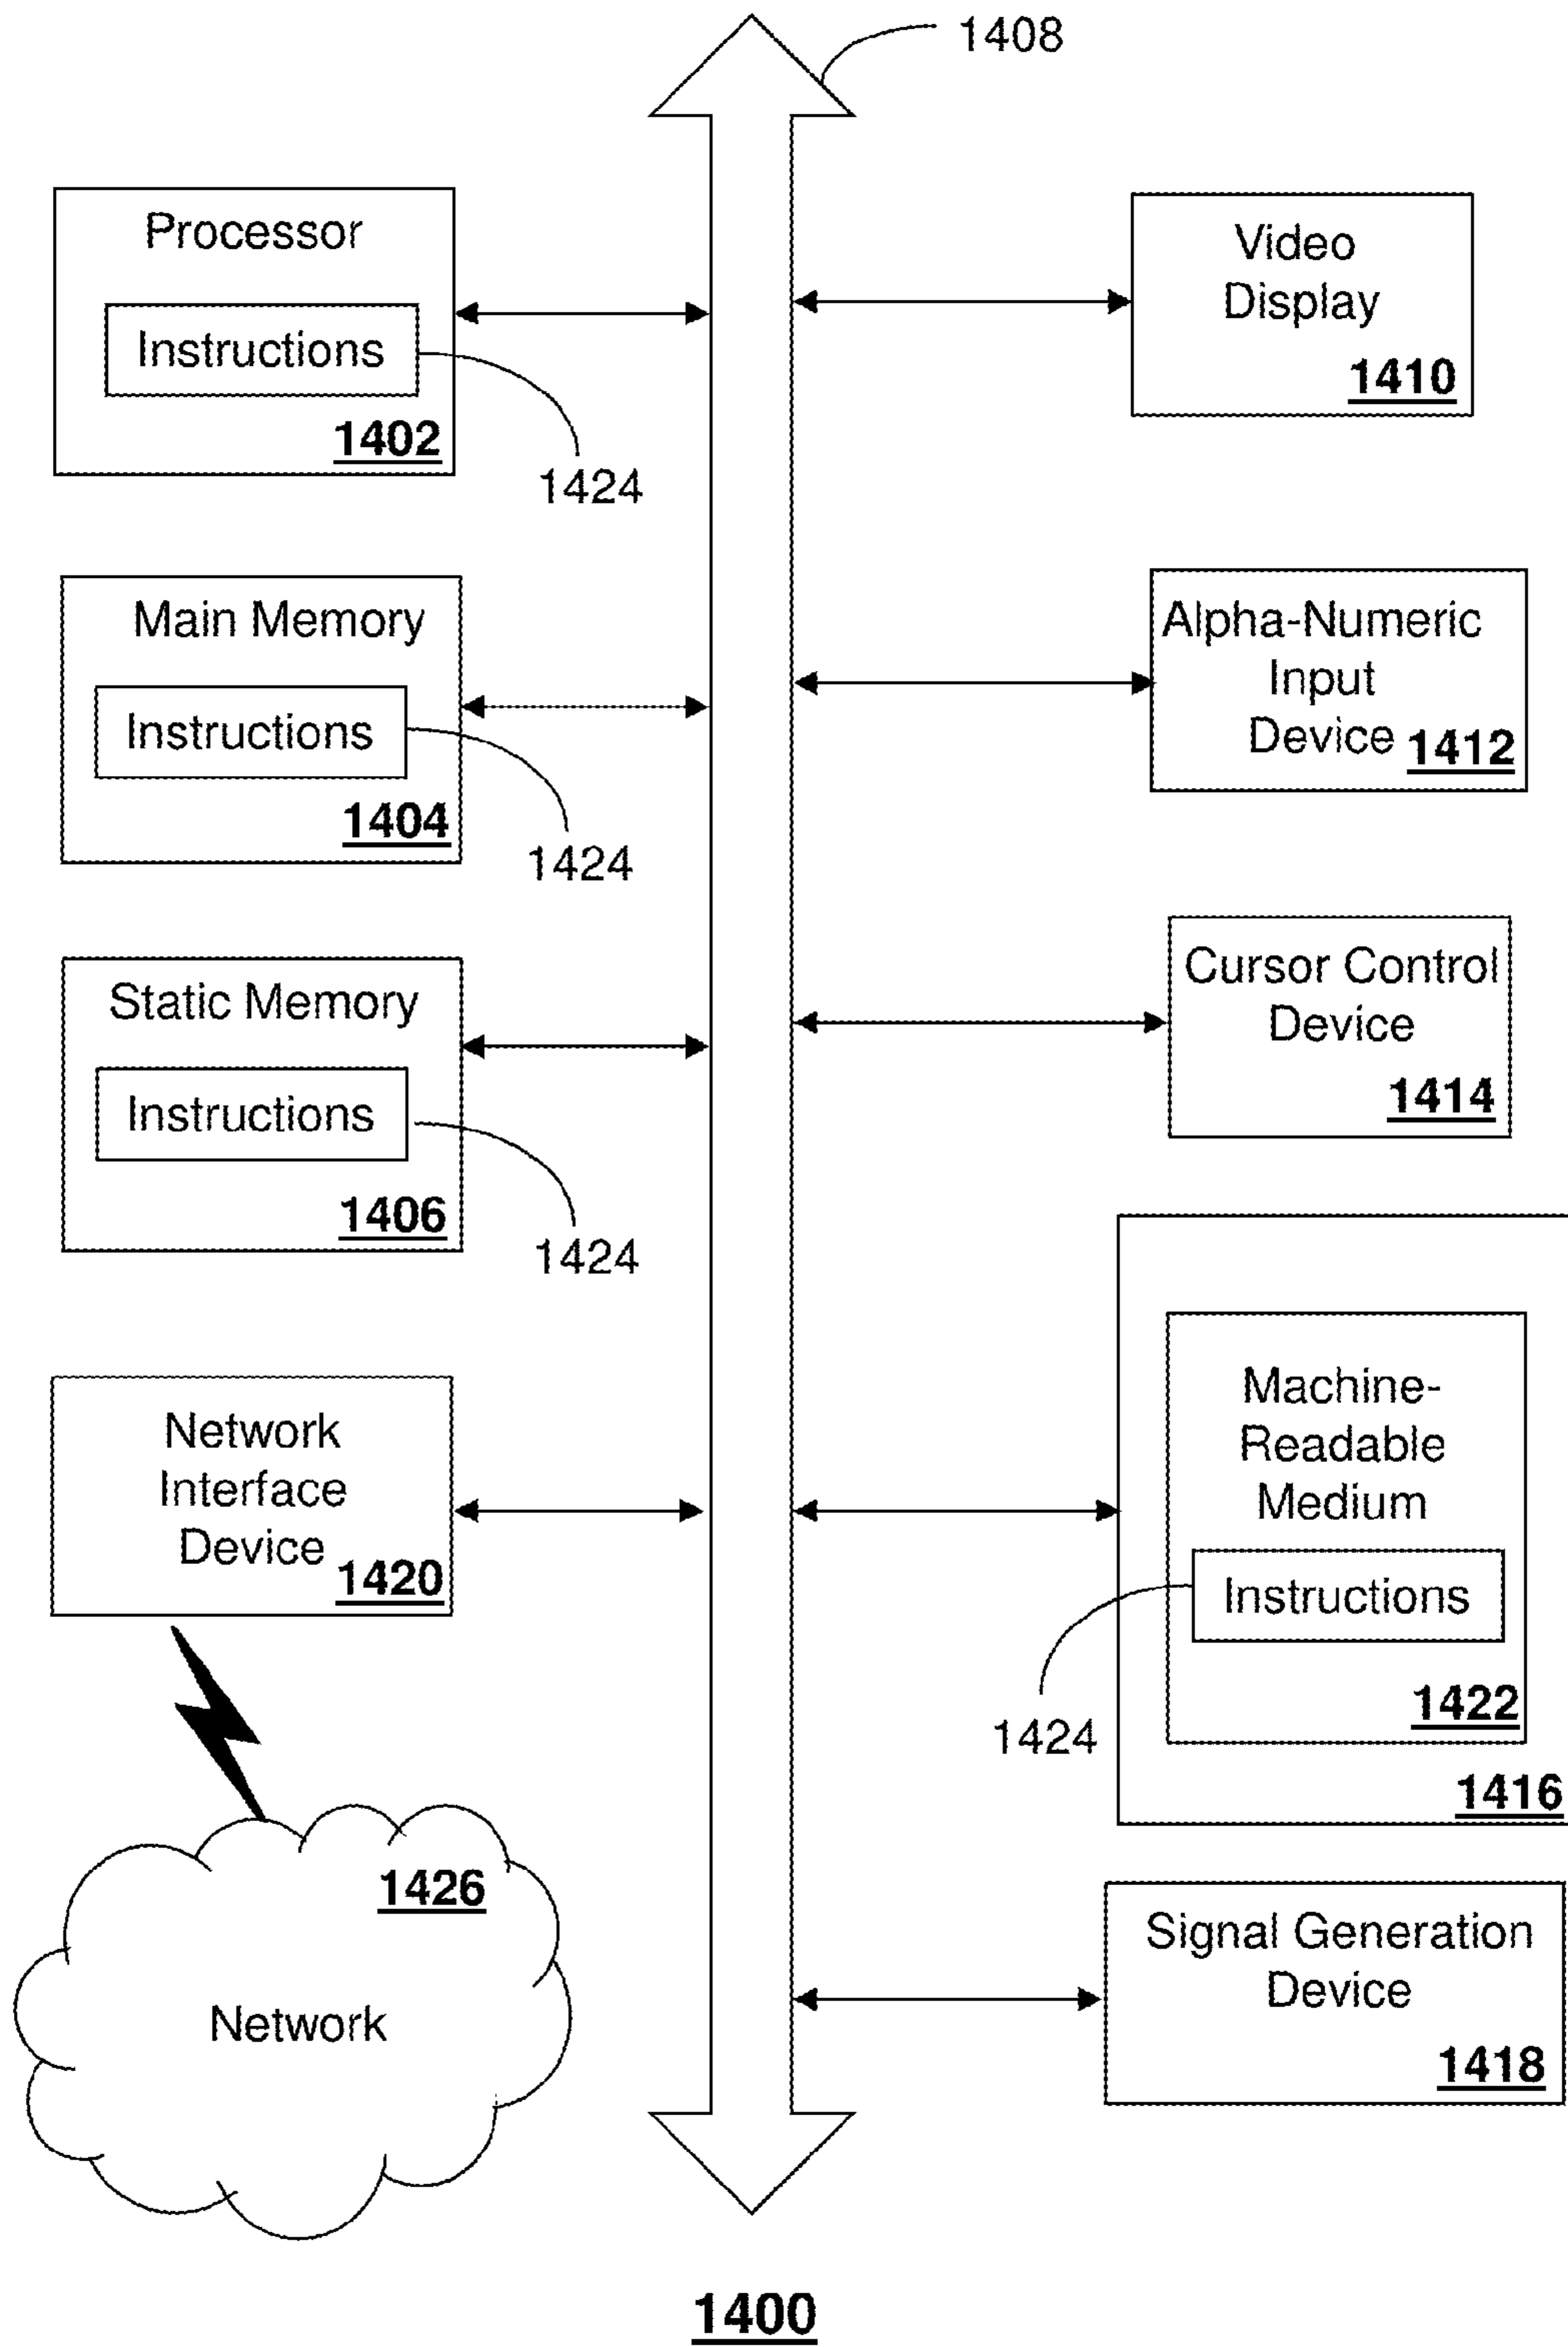 1408
Processor
Instructions
1402
1424
Main Memory
Instructions
1404
1424
Static Memory
Instructions
1406
1424
Network
Interface
Device
1420
1426
Network
Video
Display
1410
Alpha-Numeric
Input
Device 1412
Cursor Control
Device
1414
Machine-
Readable
Medium
Instructions
1424
1422
1416
Signal Generation
Device
1418
1400